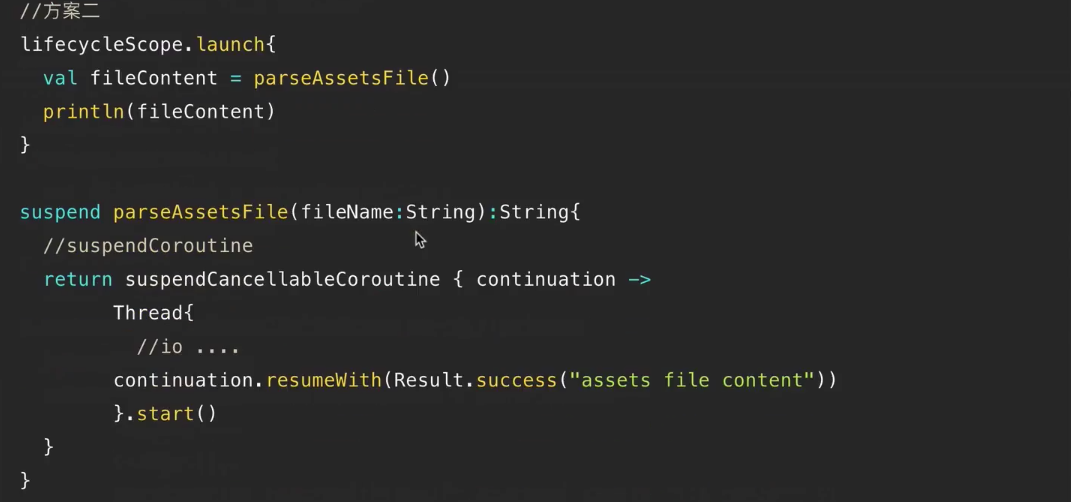 //方案二
lifecycleScope.launch{
val fileContent = parseAssetsFile()
println(fileContent)
}
suspend parseAssetsFile(fileName:String):String{
//suspendCoroutine
return suspendCancellableCoroutine { continuation ->
Thread{
//io ....
continuation.resumeWith(Result.success("assets file content"))
}.start()
}
}